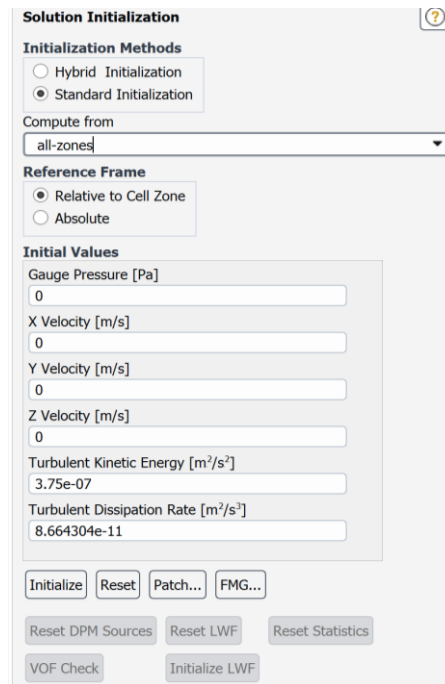 Solution Initialization
?
Initialization Methods
Hybrid Initialization
Standard Initialization
Compute from
all-zones
Reference Frame
Relative to Cell Zone
Absolute
Initial Values
Gauge Pressure [Pa]
0
X Velocity [m/s]
0
Y Velocity [m/s]
0
Z Velocity [m/s]
0
Turbulent Kinetic Energy [m²/s²]
3.75e-07
Turbulent Dissipation Rate [m²/s³]
8.664304e-11
Initialize Reset Patch... FMG...
Reset DPM Sources Reset LWF Reset Statistics
VOF Check Initialize LWF